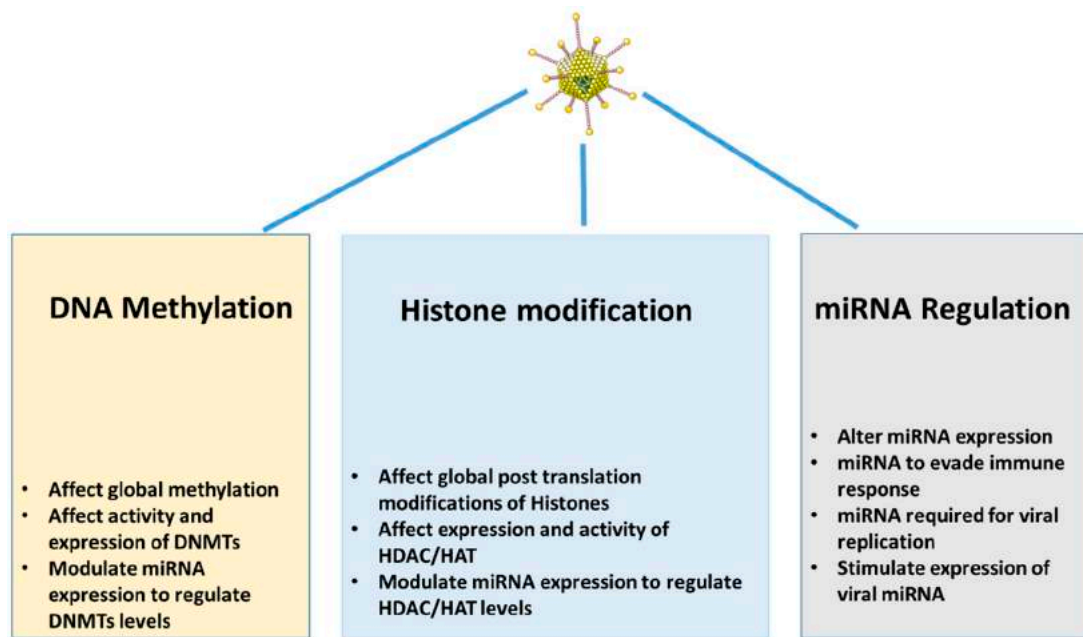 DNA Methylation
• Affect global methylation
• Affect activity and
expression of DNMTs
• Modulate miRNA
expression to regulate
DNMTs levels
Histone modification
• Affect global post translation
modifications of Histones
• Affect expression and activity of
HDAC/HAT
• Modulate miRNA expression to regulate
HDAC/HAT levels
miRNA Regulation
• Alter miRNA expression
• miRNA to evade immune
response
• miRNA required for viral
replication
• Stimulate expression of
viral miRNA